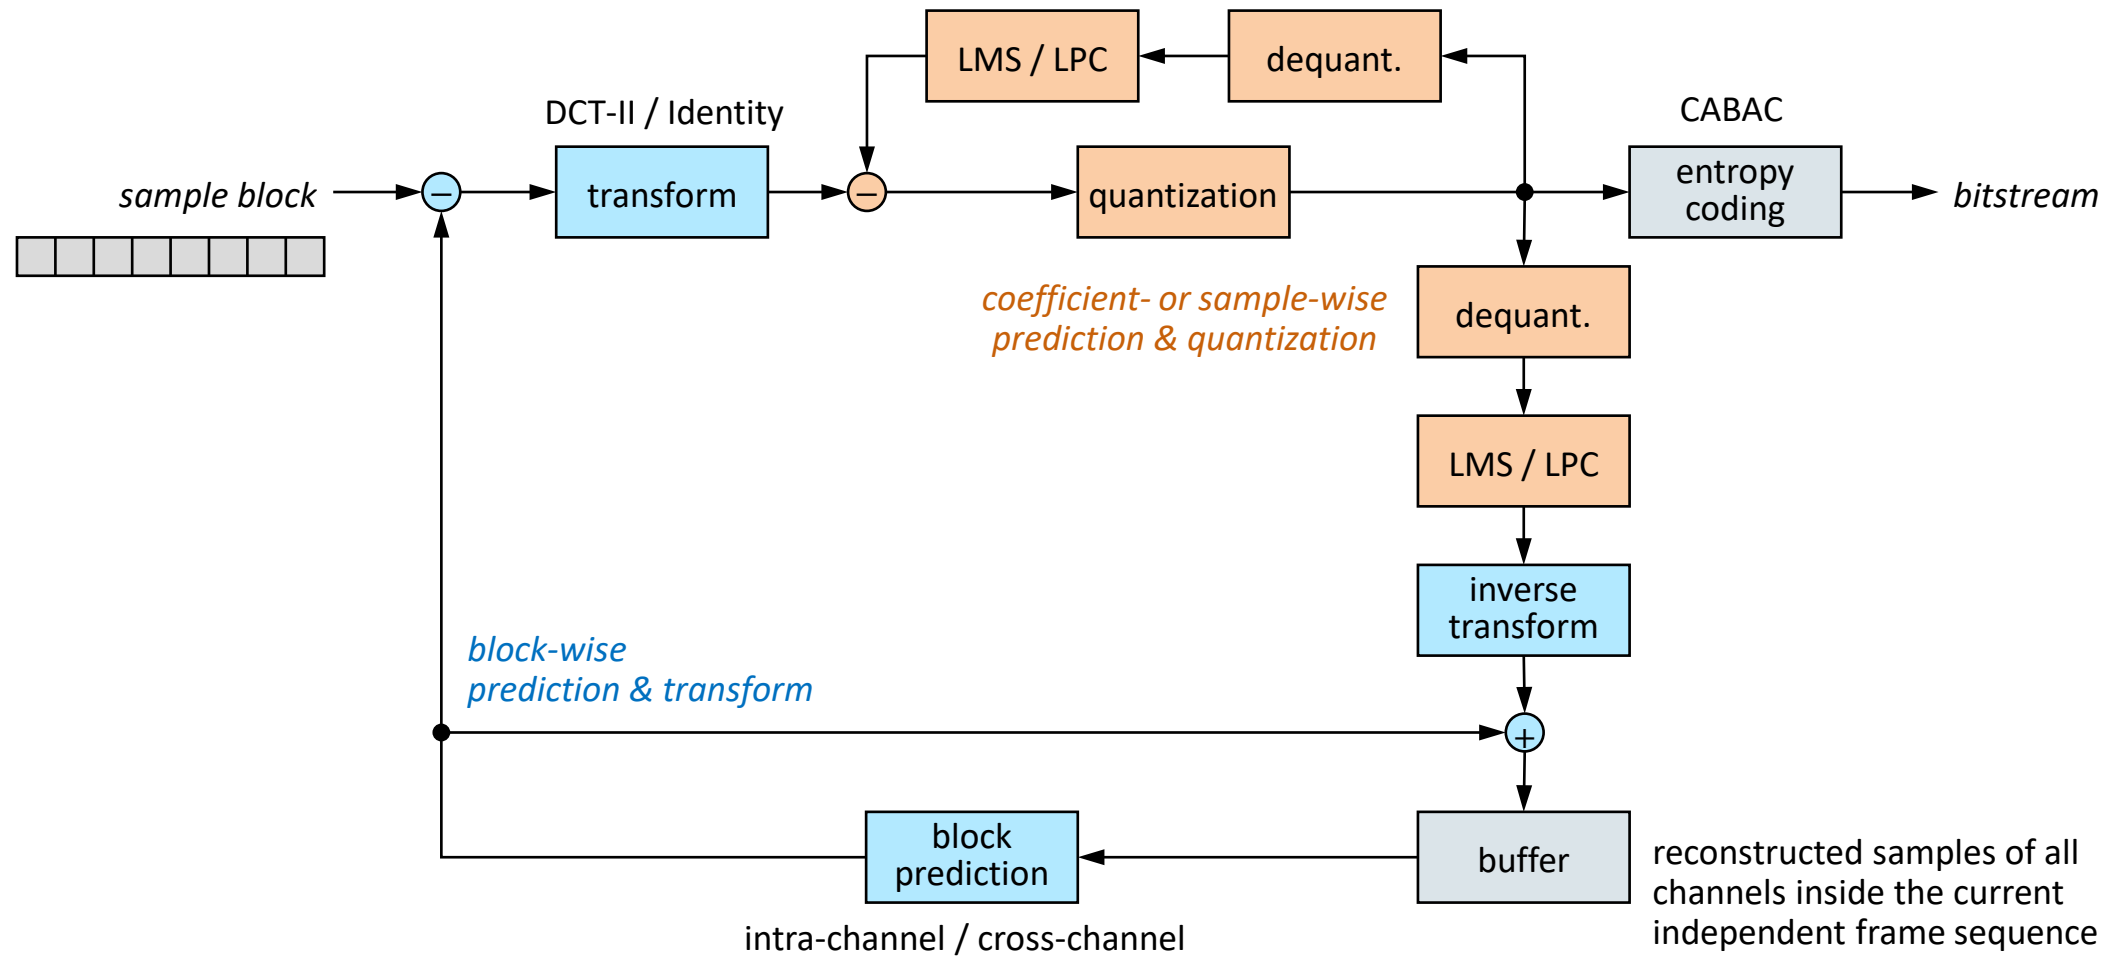 LMS / LPC
dequant.
DCT-II / Identity
CABAC
sample block
−
transform
−
quantization
entropy
coding
bitstream
coefficient- or sample-wise
prediction & quantization
dequant.
LMS / LPC
inverse
transform
block-wise
prediction & transform
+
block
prediction
buffer
reconstructed samples of all
channels inside the current
independent frame sequence
intra-channel / cross-channel